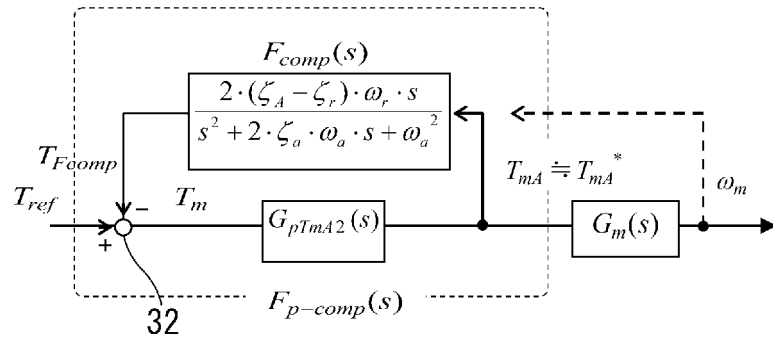 F_comp(s)
2·(ζ_A − ζ_r)·ω_r·s
s² + 2·ζ_a·ω_a·s + ω_a²
T_Fcomp
T_ref
T_m
−
+
G_pTmA2(s)
T_mA ≒ T_mA*
ω_m
G_m(s)
F_p−comp(s)
32